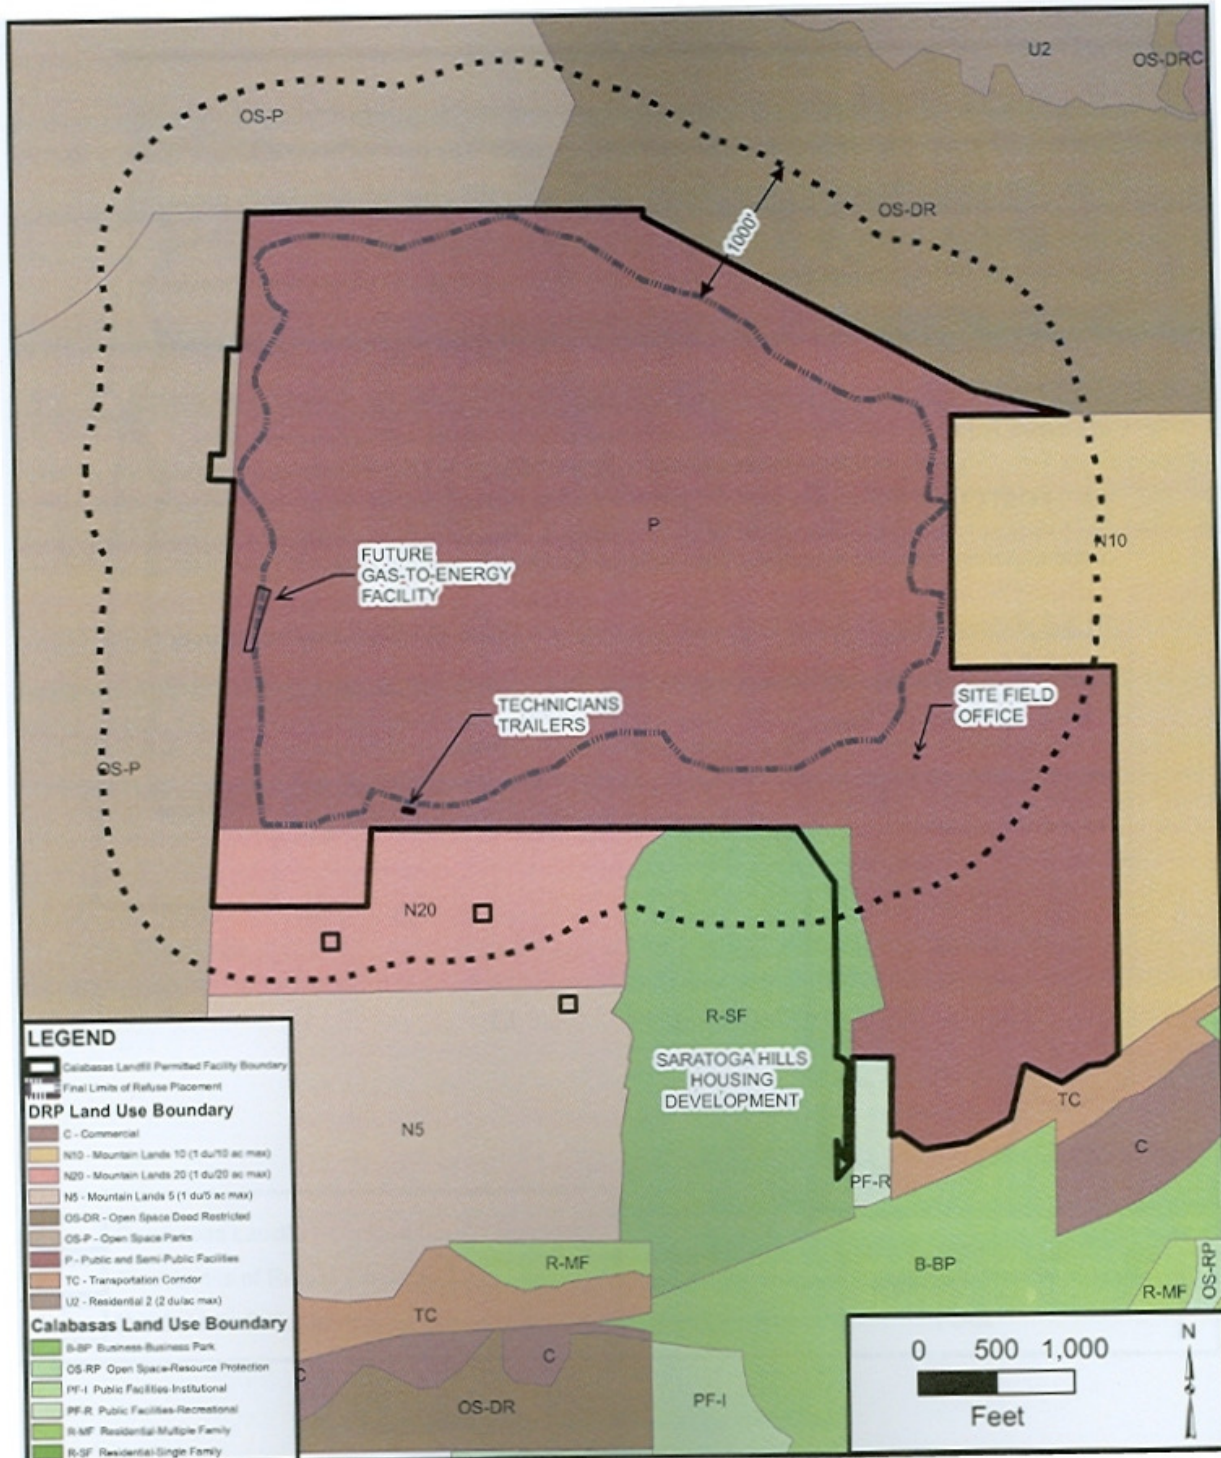 U2
OS-DRC
OS-P
OS-DR
1000'
P
N10
FUTURE
GAS-TO-ENERGY
FACILITY
TECHNICIANS
TRAILERS
SITE FIELD
OFFICE
OS-P
N20
R-SF
SARATOGA HILLS
HOUSING
DEVELOPMENT
N5
TC
C
PF-R
B-BP
R-MF
OS-RP
R-MF
TC
C
C
OS-DR
PF-I
LEGEND
Calabasas Landfill Permitted Facility Boundary
Final Limits of Refuse Placement
DRP Land Use Boundary
C - Commercial
N10 - Mountain Lands 10 (1 du/10 ac max)
N20 - Mountain Lands 20 (1 du/20 ac max)
N5 - Mountain Lands 5 (1 du/5 ac max)
OS-DR - Open Space Deed Restricted
OS-P - Open Space Parks
P - Public and Semi-Public Facilities
TC - Transportation Corridor
U2 - Residential 2 (2 du/ac max)
Calabasas Land Use Boundary
B-BP Business-Business Park
OS-RP Open Space-Resource Protection
PF-I Public Facilities-Institutional
PF-R Public Facilities-Recreational
R-MF Residential-Multiple Family
R-SF Residential-Single Family
0 500 1,000
Feet
N